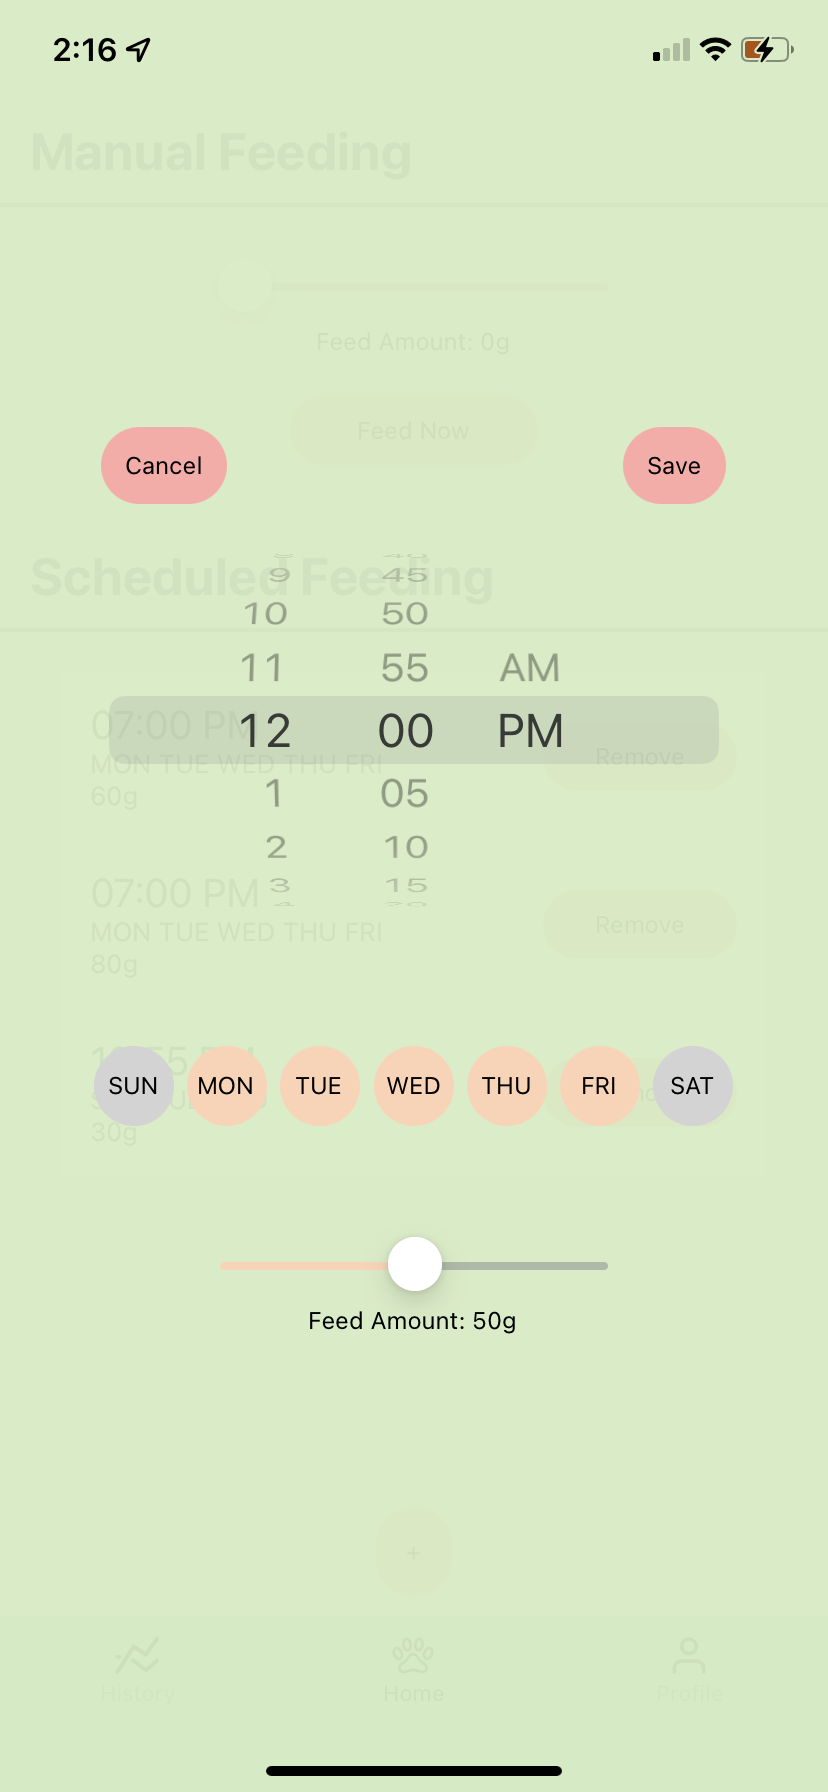 2:16
Manual Feeding
Feed Amount: 0g
Feed Now
Cancel
Save
Scheduled Feeding
9
45
10
50
11
55
AM
12
00
PM
1
05
2
10
3
15
07:00 PM
MON TUE WED THU FRI
60g
Remove
07:00 PM
MON TUE WED THU FRI
80g
Remove
SUN
MON
TUE
WED
THU
FRI
SAT
30g
Feed Amount: 50g
+
History
Home
Profile